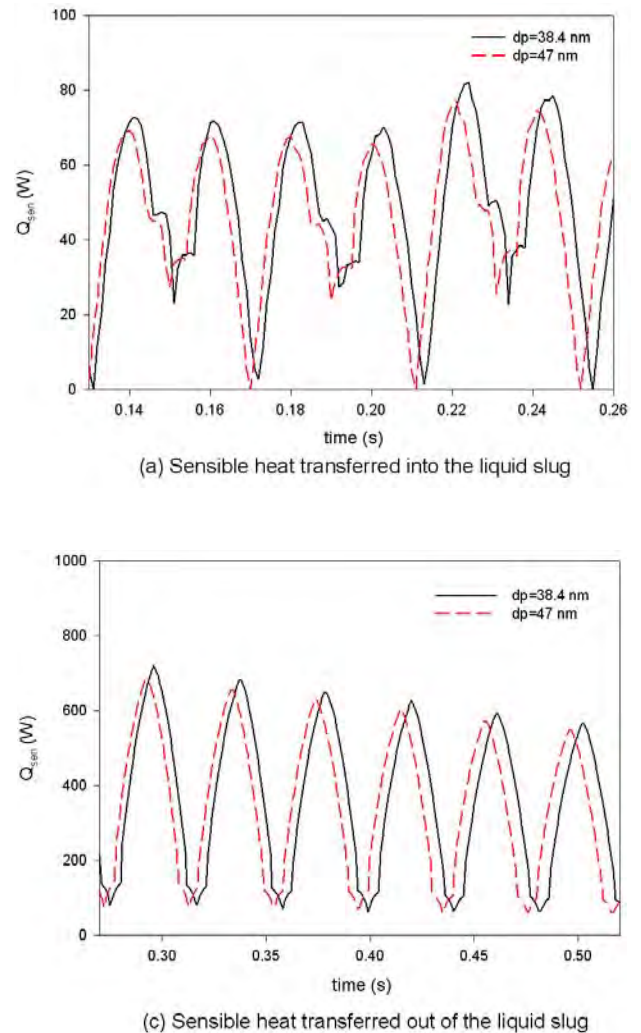 100
80
60
40
20
0
Q_sen (W)
dp=38.4 nm
dp=47 nm
0.14 0.16 0.18 0.20 0.22 0.24 0.26
time (s)
(a) Sensible heat transferred into the liquid slug
1000
800
600
400
200
0
Q_sen (W)
dp=38.4 nm
dp=47 nm
0.30 0.35 0.40 0.45 0.50
time (s)
(c) Sensible heat transferred out of the liquid slug